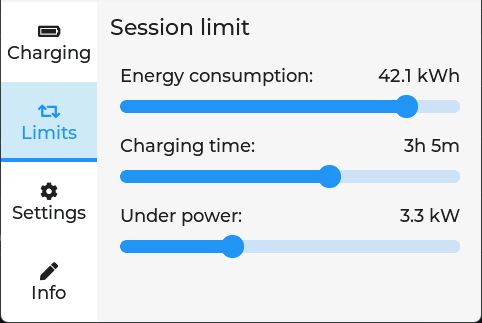 Session limit
Charging
Energy consumption: 42.1 kWh
Limits
Charging time: 3h 5m
Settings
Under power: 3.3 kW
Info